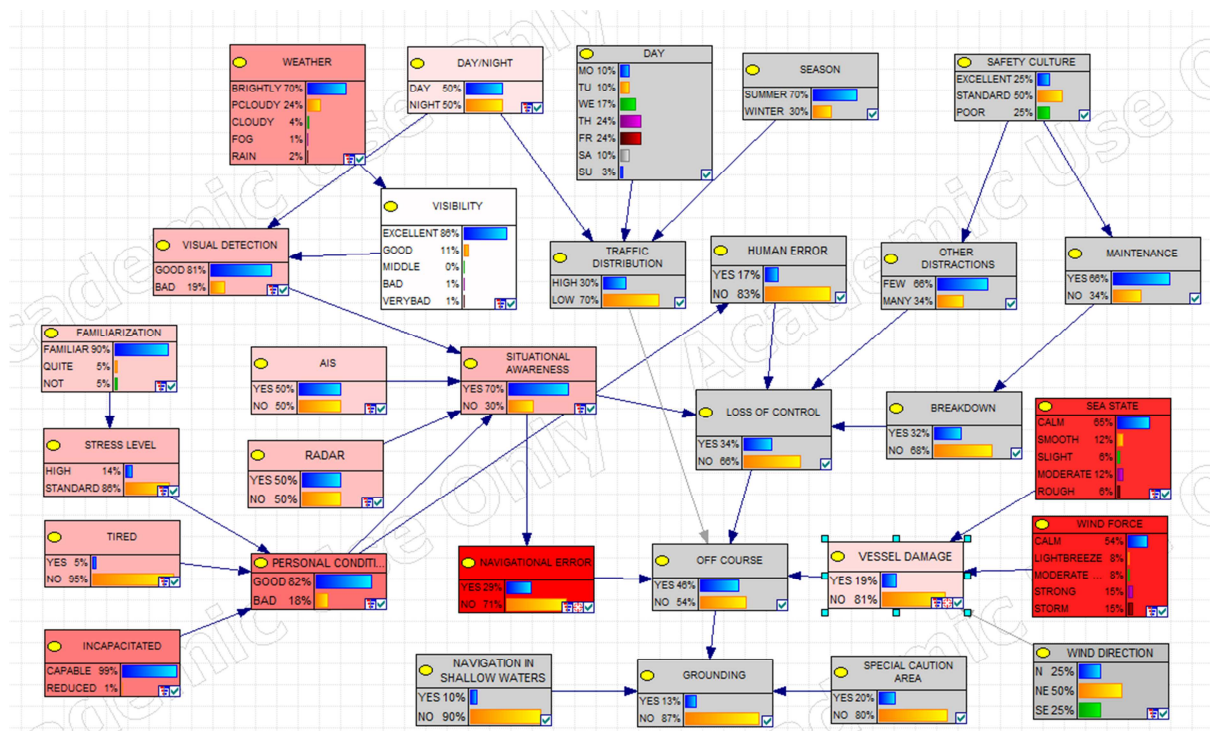 WEATHER
BRIGHTLY 70%
PCLOUDY 24%
CLOUDY 4%
FOG 1%
RAIN 2%
DAY/NIGHT
DAY 50%
NIGHT 50%
DAY
MO 10%
TU 10%
WE 17%
TH 24%
FR 24%
SA 10%
SU 3%
SEASON
SUMMER 70%
WINTER 30%
SAFETY CULTURE
EXCELLENT 25%
STANDARD 50%
POOR 25%
VISIBILITY
EXCELLENT 86%
GOOD 11%
MIDDLE 0%
BAD 1%
VERYBAD 1%
VISUAL DETECTION
GOOD 81%
BAD 19%
TRAFFIC
DISTRIBUTION
HIGH 30%
LOW 70%
HUMAN ERROR
YES 17%
NO 83%
OTHER
DISTRACTIONS
FEW 66%
MANY 34%
MAINTENANCE
YES 66%
NO 34%
FAMILIARIZATION
FAMILIAR 90%
QUITE 5%
NOT 5%
AIS
YES 50%
NO 50%
SITUATIONAL
AWARENESS
YES 70%
NO 30%
LOSS OF CONTROL
YES 34%
NO 66%
BREAKDOWN
YES 32%
NO 68%
SEA STATE
CALM 65%
SMOOTH 12%
SLIGHT 6%
MODERATE 12%
ROUGH 6%
STRESS LEVEL
HIGH 14%
STANDARD 86%
RADAR
YES 50%
NO 50%
TIRED
YES 5%
NO 95%
PERSONAL CONDITI...
GOOD 82%
BAD 18%
NAVIGATIONAL ERROR
YES 29%
NO 71%
OFF COURSE
YES 46%
NO 54%
VESSEL DAMAGE
YES 19%
NO 81%
WIND FORCE
CALM 54%
LIGHTBREEZE 8%
MODERATE ... 8%
STRONG 15%
STORM 15%
INCAPACITATED
CAPABLE 99%
REDUCED 1%
NAVIGATION IN
SHALLOW WATERS
YES 10%
NO 90%
GROUNDING
YES 13%
NO 87%
SPECIAL CAUTION
AREA
YES 20%
NO 80%
WIND DIRECTION
N 25%
NE 50%
SE 25%
Academic Use Only